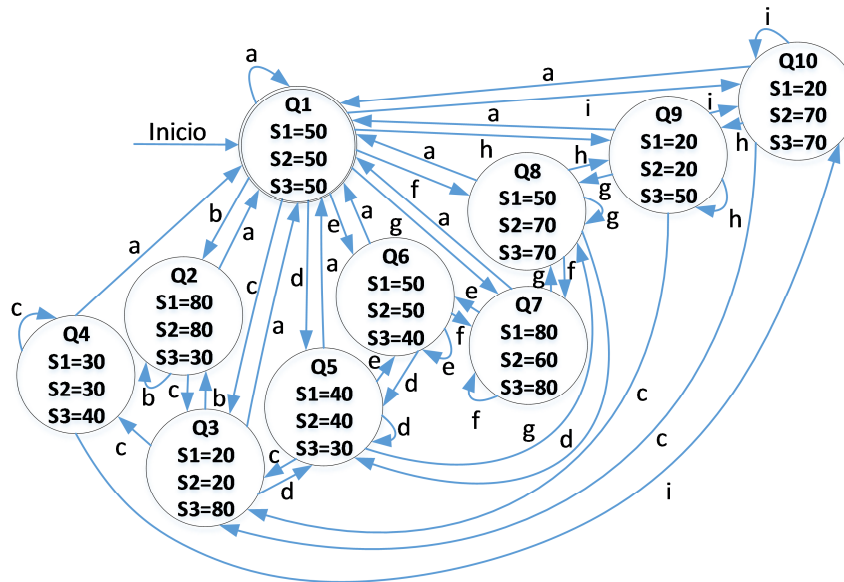 i
a
Q10
S1=20
S2=70
S3=70
a
Q1
S1=50
S2=50
S3=50
a
i
Q9
S1=20
S2=20
S3=50
i
h
Inicio
h
a
Q8
S1=50
S2=70
S3=70
h
g
g
h
f
b
a
e
a
g
a
a
Q2
S1=80
S2=80
S3=30
c
d
a
Q6
S1=50
S2=50
S3=40
g
f
e
Q7
S1=80
S2=60
S3=80
f
c
Q4
S1=30
S2=30
S3=40
a
Q5
S1=40
S2=40
S3=30
e
e
d
b
c
b
f
c
d
g
d
c
c
Q3
S1=20
S2=20
S3=80
c
d
i